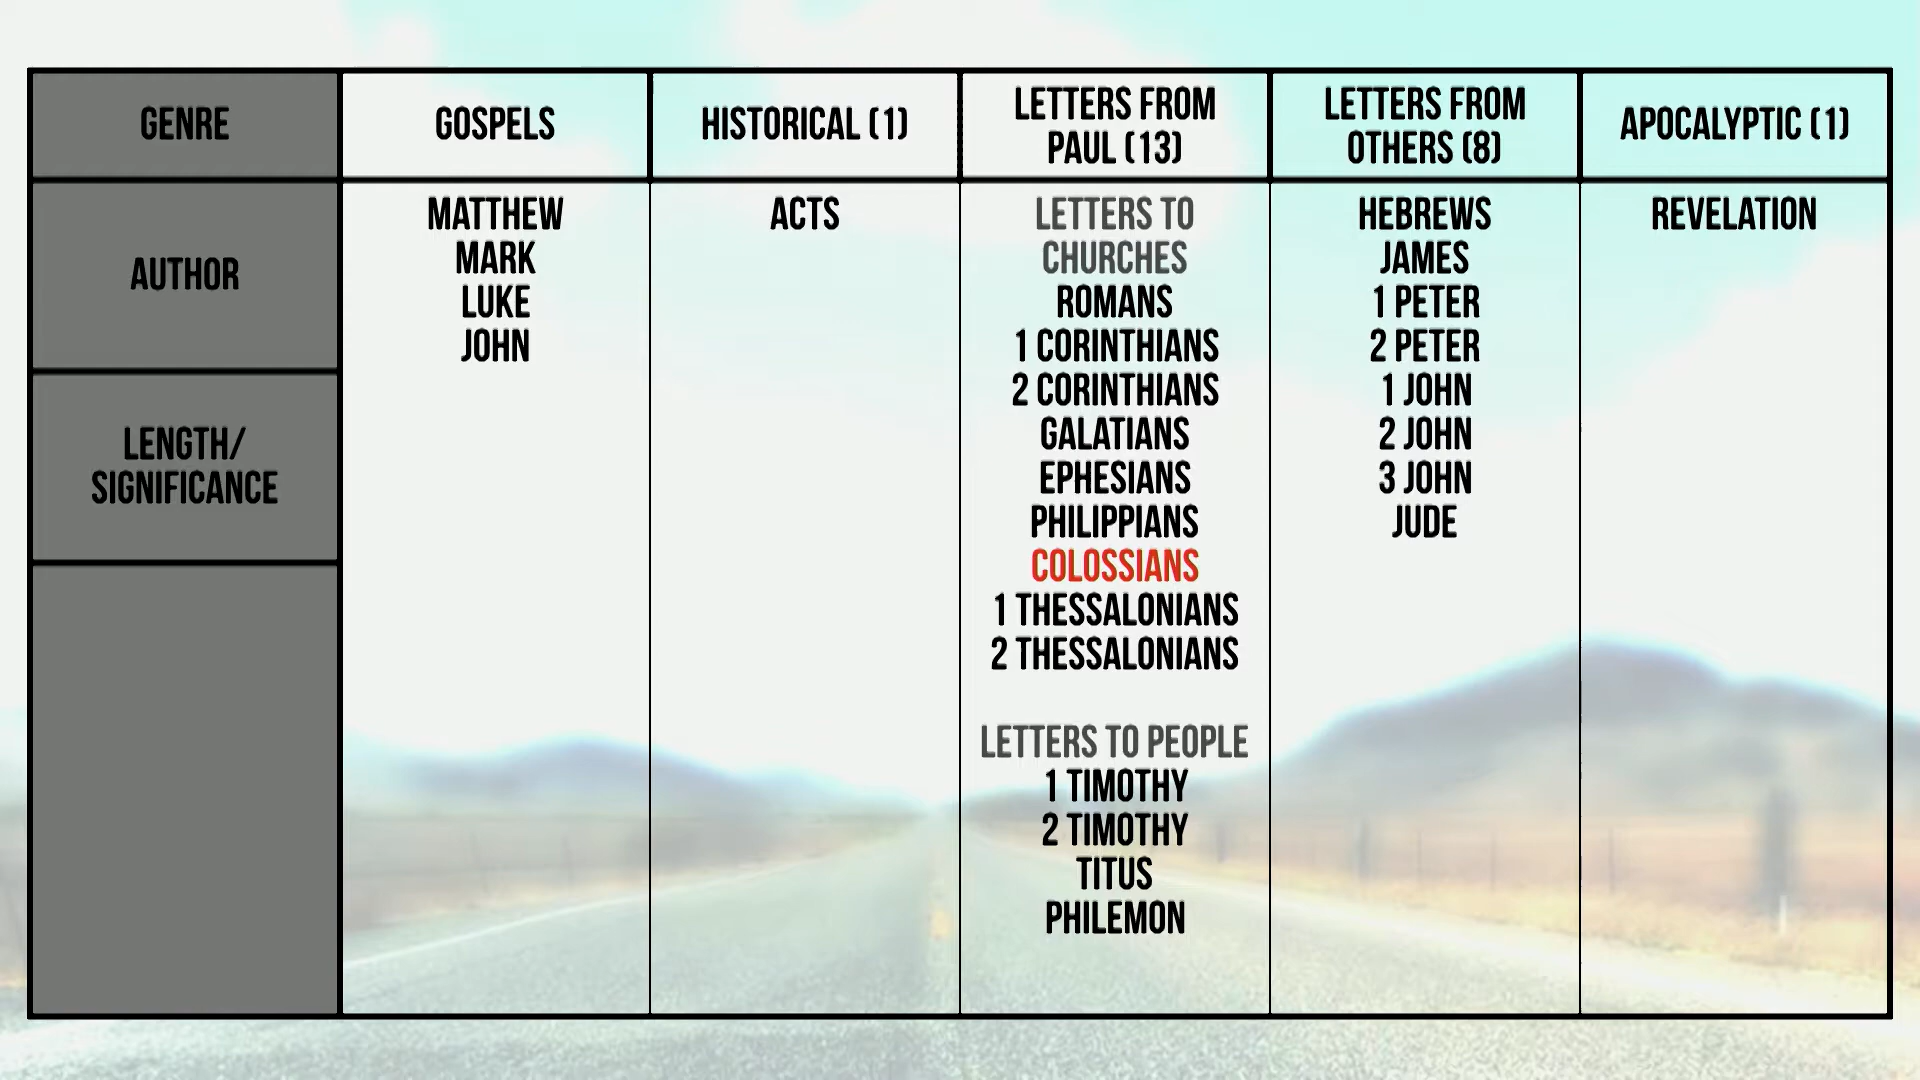 GENRE
GOSPELS
HISTORICAL (1)
LETTERS FROM
PAUL (13)
LETTERS FROM
OTHERS (8)
APOCALYPTIC (1)
AUTHOR
LENGTH/
SIGNIFICANCE
MATTHEW
MARK
LUKE
JOHN
ACTS
LETTERS TO
CHURCHES
ROMANS
1 CORINTHIANS
2 CORINTHIANS
GALATIANS
EPHESIANS
PHILIPPIANS
COLOSSIANS
1 THESSALONIANS
2 THESSALONIANS
LETTERS TO PEOPLE
1 TIMOTHY
2 TIMOTHY
TITUS
PHILEMON
HEBREWS
JAMES
1 PETER
2 PETER
1 JOHN
2 JOHN
3 JOHN
JUDE
REVELATION